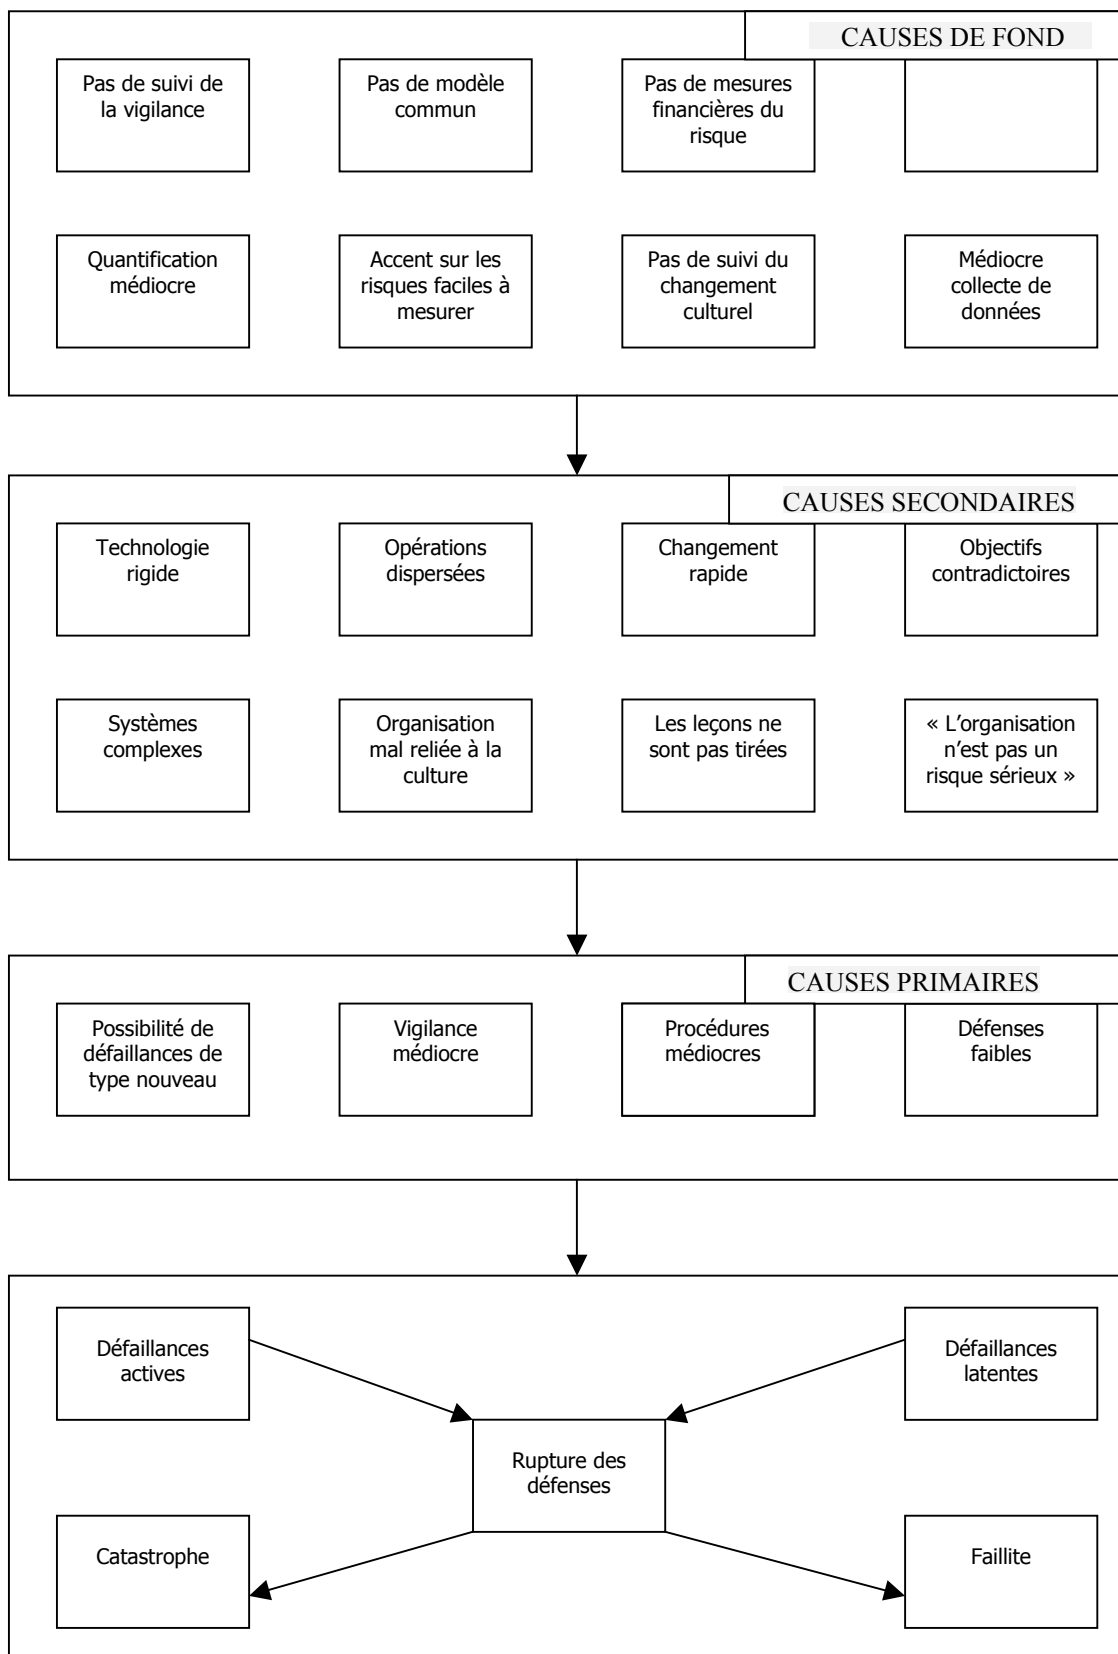 CAUSES DE FOND
Pas de suivi de
la vigilance
Pas de modèle
commun
Pas de mesures
financières du
risque
Quantification
médiocre
Accent sur les
risques faciles à
mesurer
Pas de suivi du
changement
culturel
Médiocre
collecte de
données
CAUSES SECONDAIRES
Technologie
rigide
Opérations
dispersées
Changement
rapide
Objectifs
contradictoires
Systèmes
complexes
Organisation
mal reliée à la
culture
Les leçons ne
sont pas tirées
« L’organisation
n’est pas un
risque sérieux »
CAUSES PRIMAIRES
Possibilité de
défaillances de
type nouveau
Vigilance
médiocre
Procédures
médiocres
Défenses
faibles
Défaillances
actives
Défaillances
latentes
Rupture des
défenses
Catastrophe
Faillite